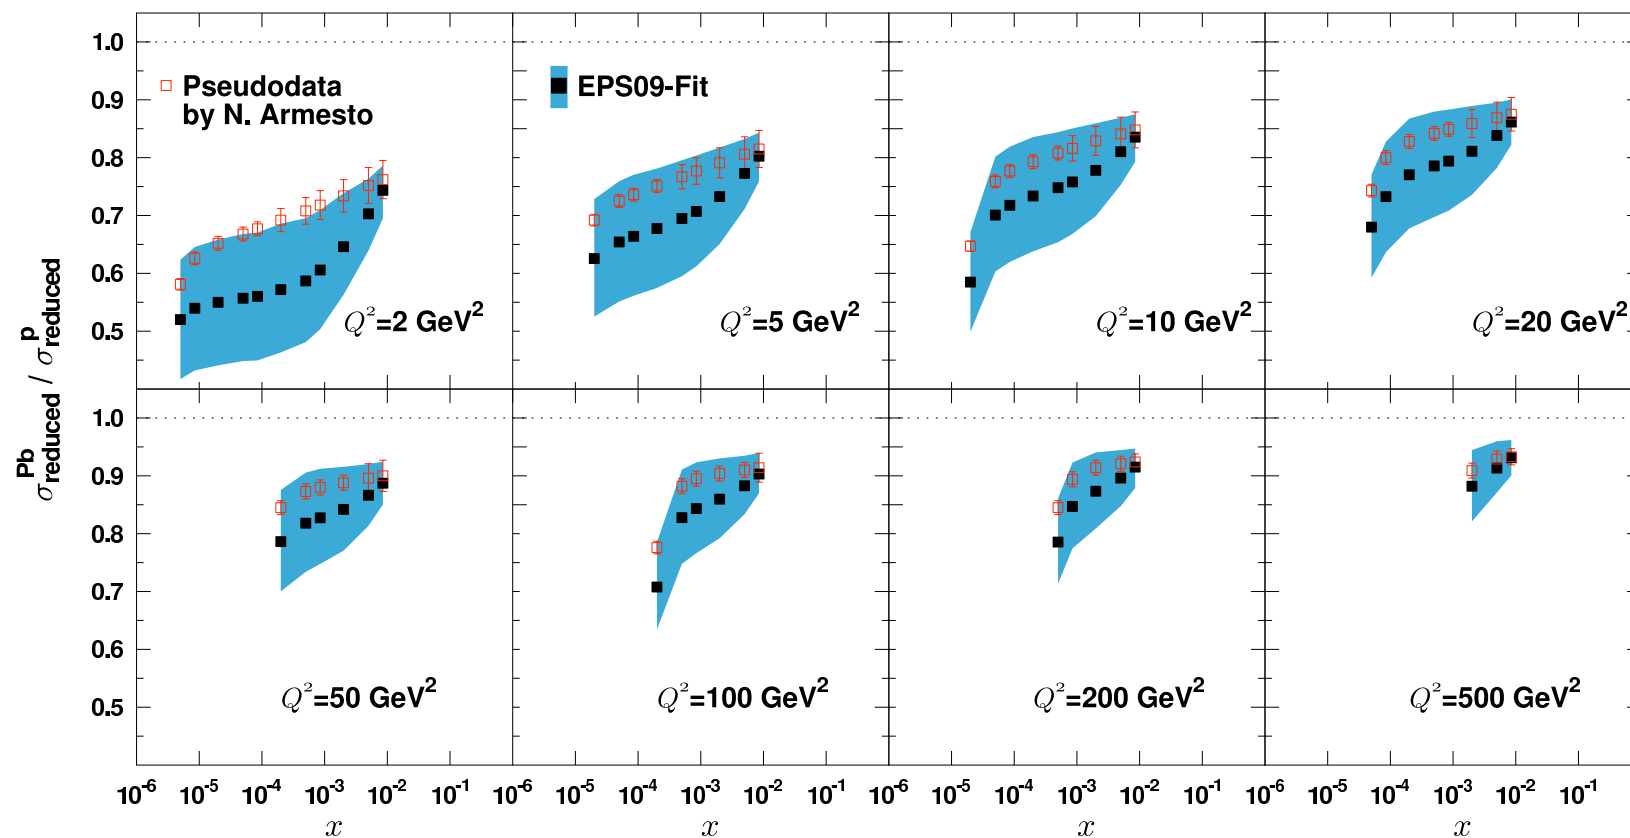 1.0
0.9
0.8
0.7
0.6
0.5
Pseudodata
by N. Armesto
EPS09-Fit
Q²=2 GeV²
Q²=5 GeV²
Q²=10 GeV²
Q²=20 GeV²
σ^Pb_reduced / σ^p_reduced
1.0
0.9
0.8
0.7
0.6
0.5
Q²=50 GeV²
Q²=100 GeV²
Q²=200 GeV²
Q²=500 GeV²
10⁻⁶ 10⁻⁵ 10⁻⁴ 10⁻³ 10⁻² 10⁻¹ 10⁻⁶ 10⁻⁵ 10⁻⁴ 10⁻³ 10⁻² 10⁻¹ 10⁻⁶ 10⁻⁵ 10⁻⁴ 10⁻³ 10⁻² 10⁻¹ 10⁻⁶ 10⁻⁵ 10⁻⁴ 10⁻³ 10⁻² 10⁻¹
x x x x